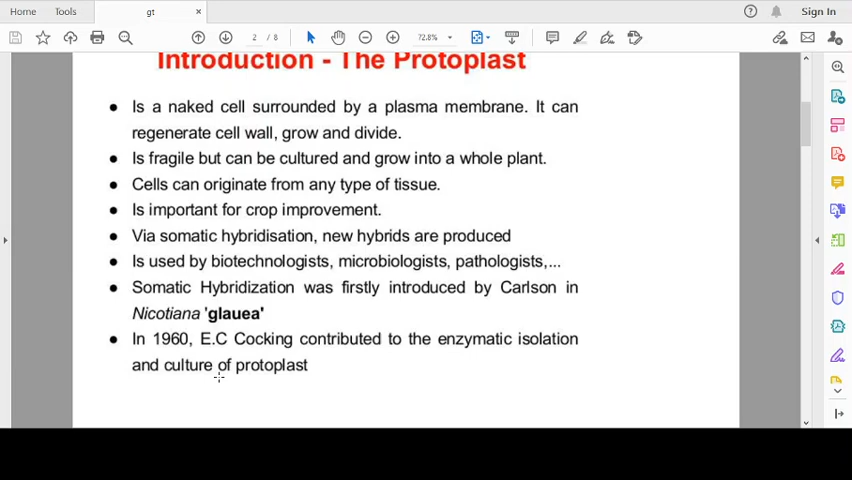 Home Tools gt × Sign In
2 / 8 72.8%
Introduction - The Protoplast
● Is a naked cell surrounded by a plasma membrane. It can
regenerate cell wall, grow and divide.
● Is fragile but can be cultured and grow into a whole plant.
● Cells can originate from any type of tissue.
● Is important for crop improvement.
● Via somatic hybridisation, new hybrids are produced
● Is used by biotechnologists, microbiologists, pathologists,...
● Somatic Hybridization was firstly introduced by Carlson in
Nicotiana 'glauea'
● In 1960, E.C Cocking contributed to the enzymatic isolation
and culture of protoplast